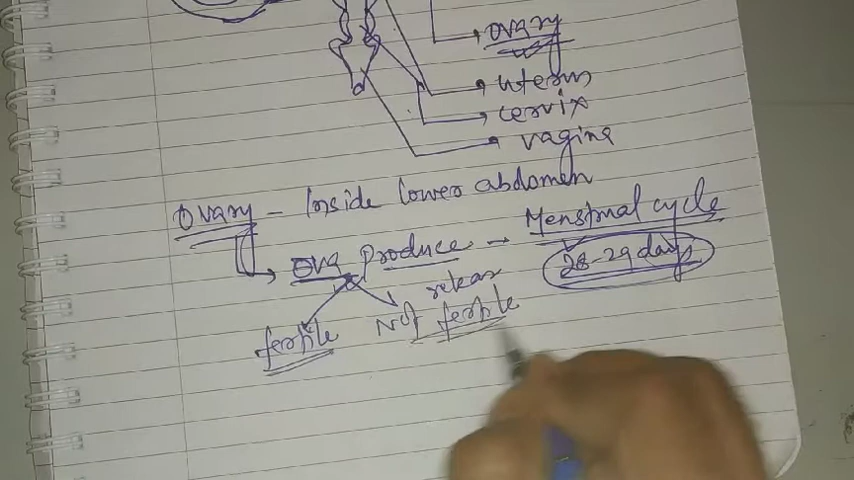 ovary
uterus
cervix
vagina
Ovary - Inside lower abdomen
Ova produce → Menstrual cycle
28-29 days
release
fertile Not fertile